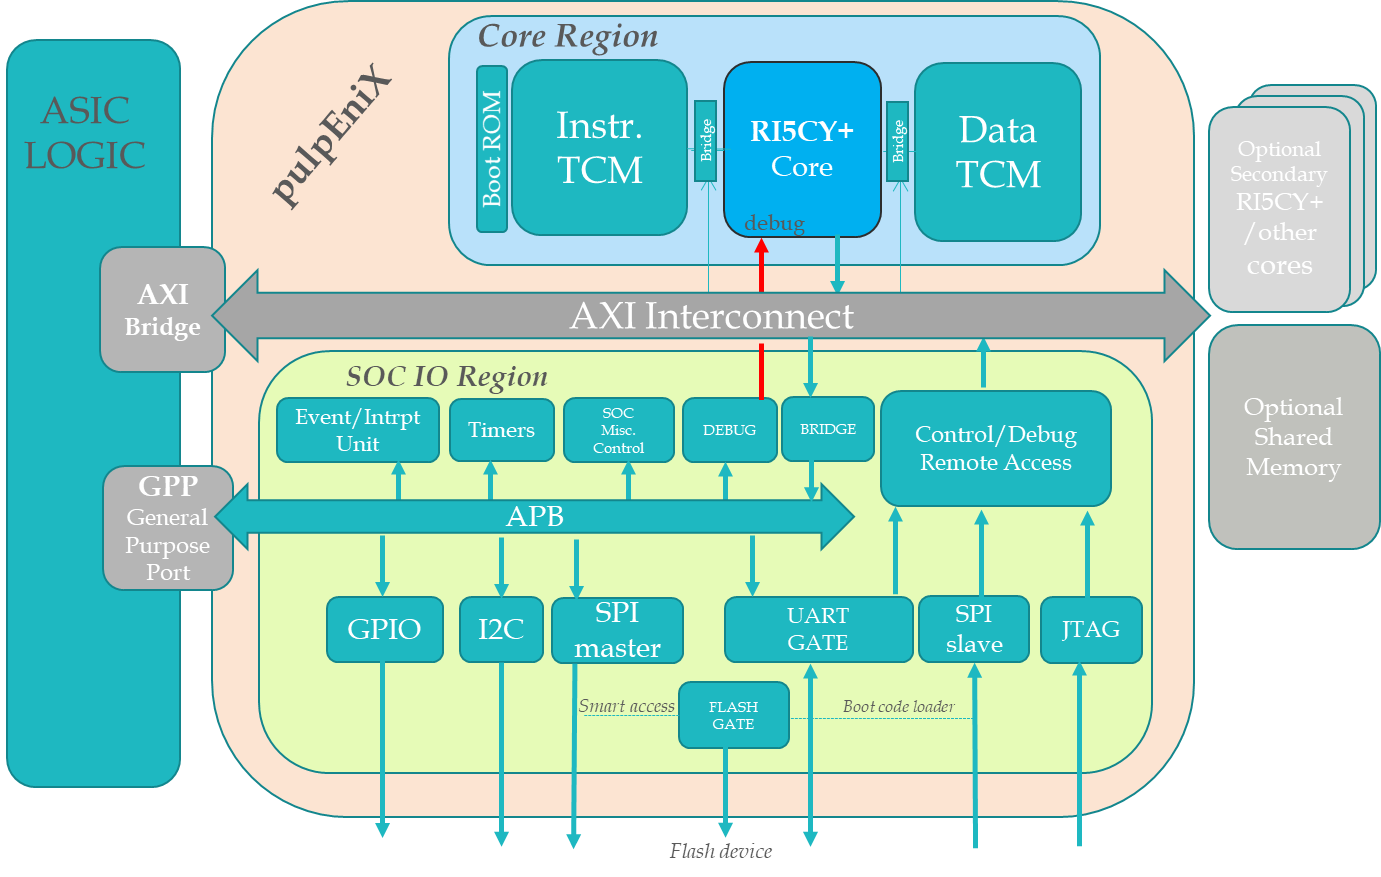 Core Region
pulpEniX
ASIC
LOGIC
Boot ROM
Instr.
TCM
Bridge
RI5CY+
Core
debug
Bridge
Data
TCM
Optional
Secondary
RI5CY+
/other
cores
AXI
Bridge
AXI Interconnect
SOC IO Region
Event/Intrpt
Unit
Timers
SOC
Misc.
Control
DEBUG
BRIDGE
Control/Debug
Remote Access
Optional
Shared
Memory
GPP
General
Purpose
Port
APB
GPIO
I2C
SPI
master
UART
GATE
SPI
slave
JTAG
Smart access
FLASH
GATE
Boot code loader
Flash device